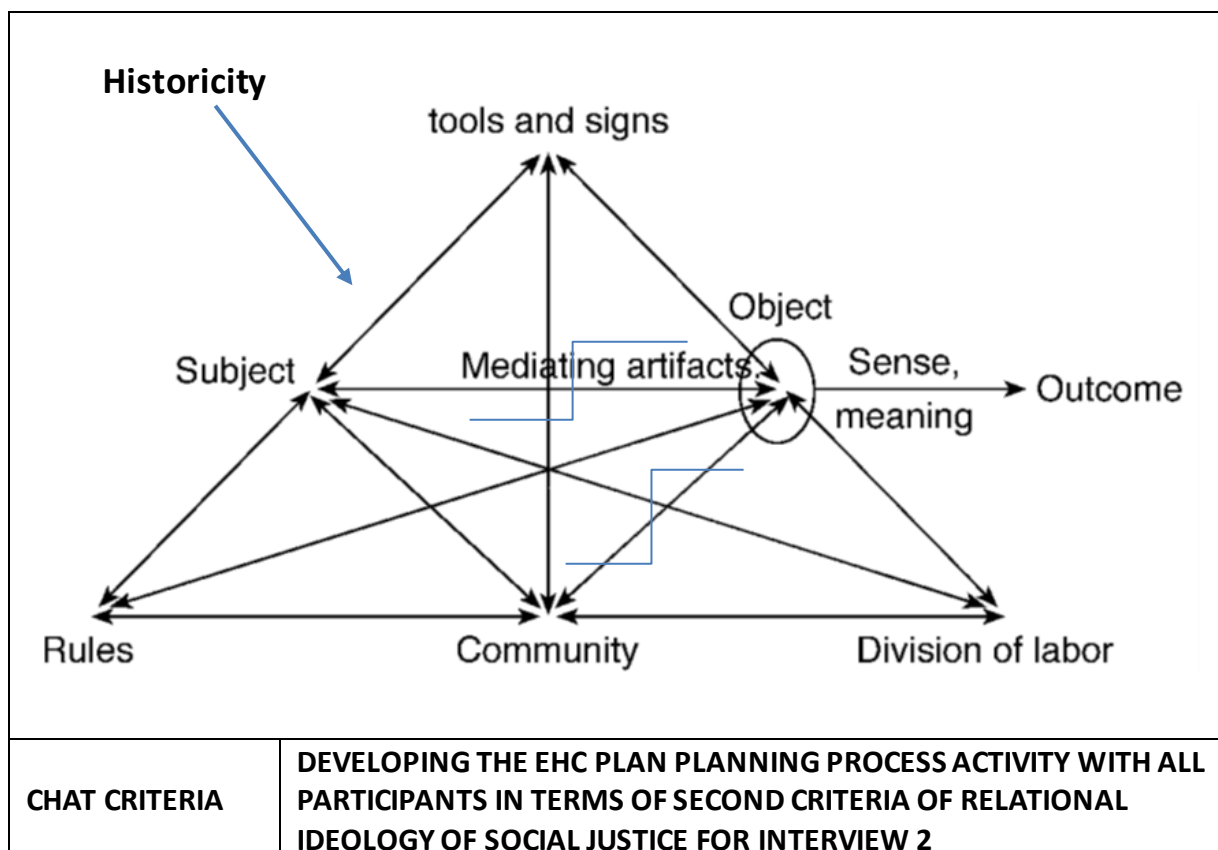 Historicity
tools and signs
Object
Subject
Mediating artifacts,
Sense,
meaning
Outcome
Rules
Community
Division of labor
CHAT CRITERIA
DEVELOPING THE EHC PLAN PLANNING PROCESS ACTIVITY WITH ALL
PARTICIPANTS IN TERMS OF SECOND CRITERIA OF RELATIONAL
IDEOLOGY OF SOCIAL JUSTICE FOR INTERVIEW 2